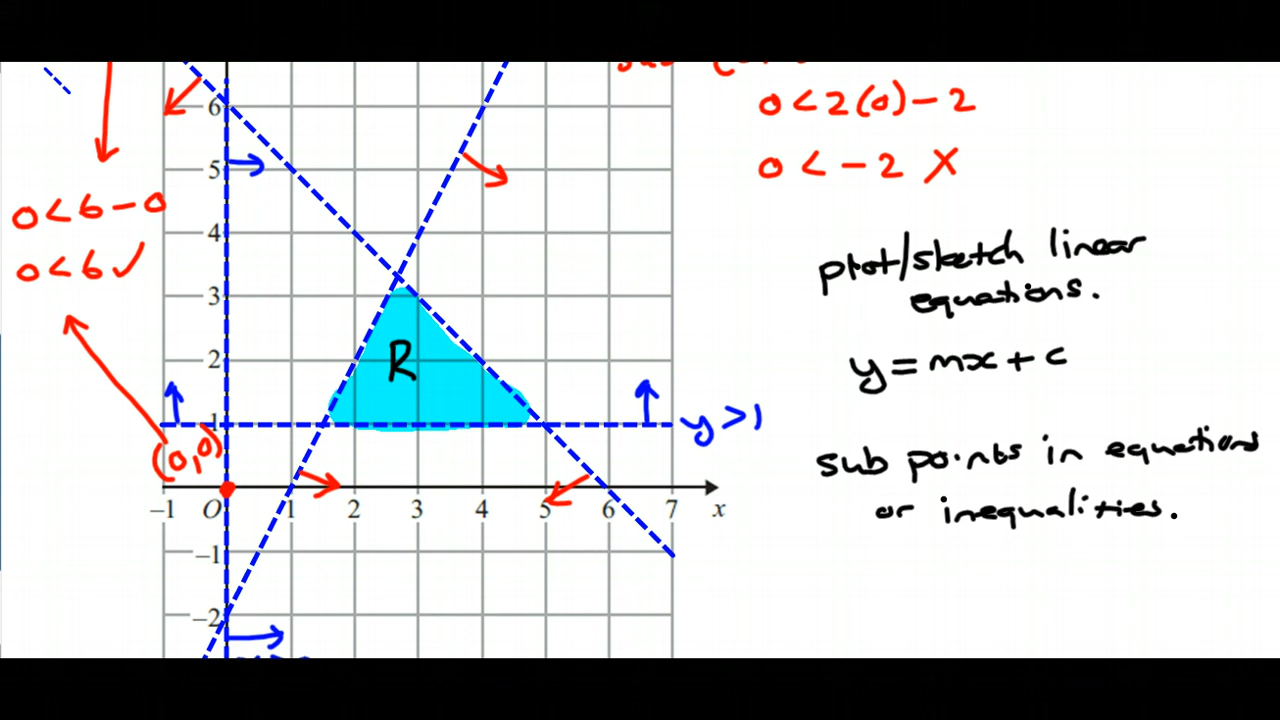 0 < 2(0) - 2
0 < -2 X
0 < 6 - 0
0 < 6 ✓
plot/sketch linear
equations.
y = mx + c
sub points in equations
or inequalities.
6
5
4
3
2
1
R
y > 1
(0,0)
-1 O 1 2 3 4 5 6 7 x
-1
-2